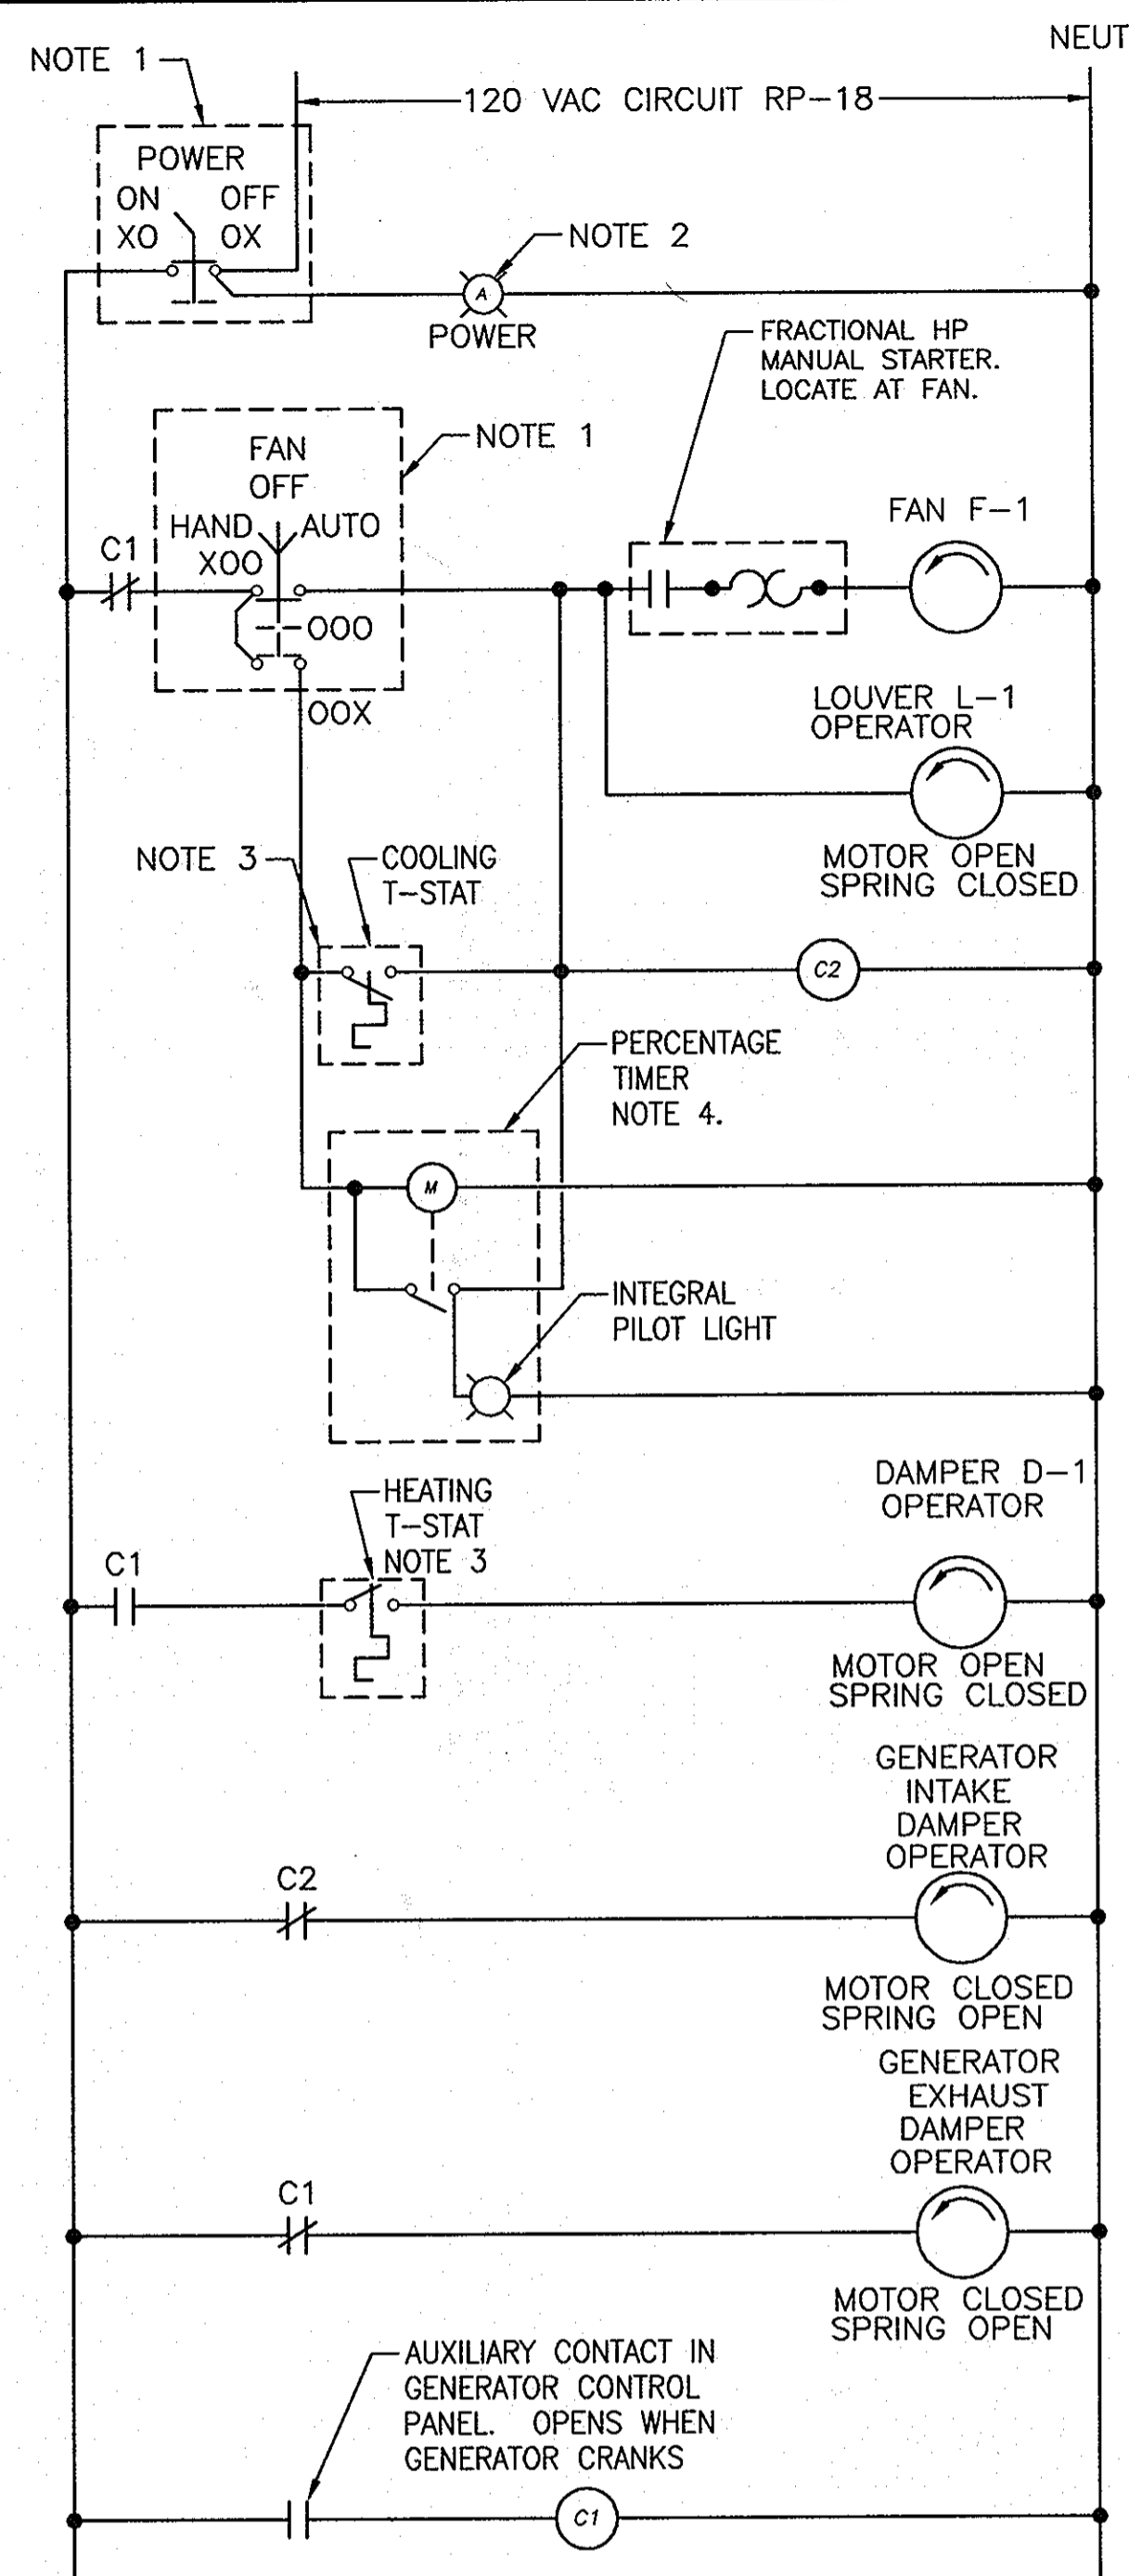 NEUT
NOTE 1
120 VAC CIRCUIT RP-18
POWER
ON OFF
XO OX
NOTE 2
A
POWER
FRACTIONAL HP
MANUAL STARTER.
LOCATE AT FAN.
NOTE 1
FAN
OFF
HAND AUTO
XOO
C1
OOO
OOX
FAN F-1
LOUVER L-1
OPERATOR
MOTOR OPEN
SPRING CLOSED
NOTE 3
COOLING
T-STAT
C2
PERCENTAGE
TIMER
NOTE 4.
M
INTEGRAL
PILOT LIGHT
HEATING
T-STAT
NOTE 3
C1
DAMPER D-1
OPERATOR
MOTOR OPEN
SPRING CLOSED
GENERATOR
INTAKE
DAMPER
OPERATOR
C2
MOTOR CLOSED
SPRING OPEN
GENERATOR
EXHAUST
DAMPER
OPERATOR
C1
MOTOR CLOSED
SPRING OPEN
AUXILIARY CONTACT IN
GENERATOR CONTROL
PANEL. OPENS WHEN
GENERATOR CRANKS
C1